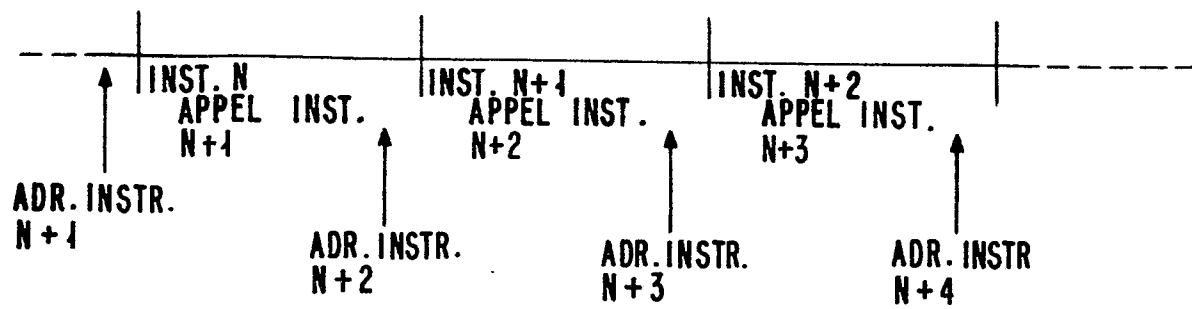 INST. N
APPEL INST.
N+1
INST. N+1
APPEL INST.
N+2
INST. N+2
APPEL INST.
N+3
ADR. INSTR.
N+1
ADR. INSTR.
N+2
ADR. INSTR.
N+3
ADR. INSTR
N+4